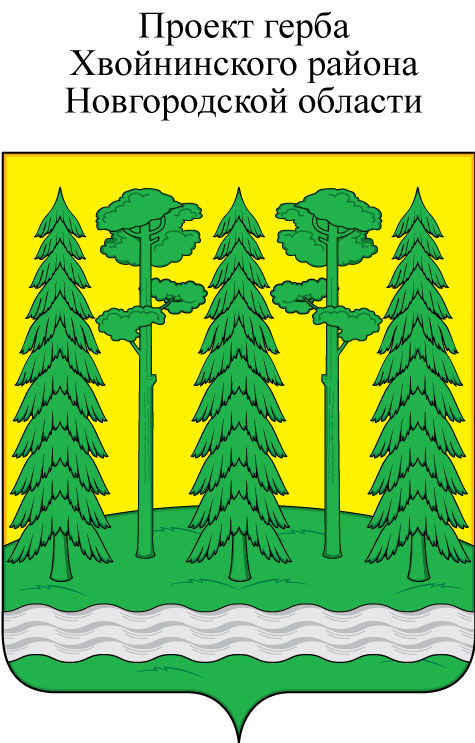 Проект герба
Хвойнинского района
Новгородской области